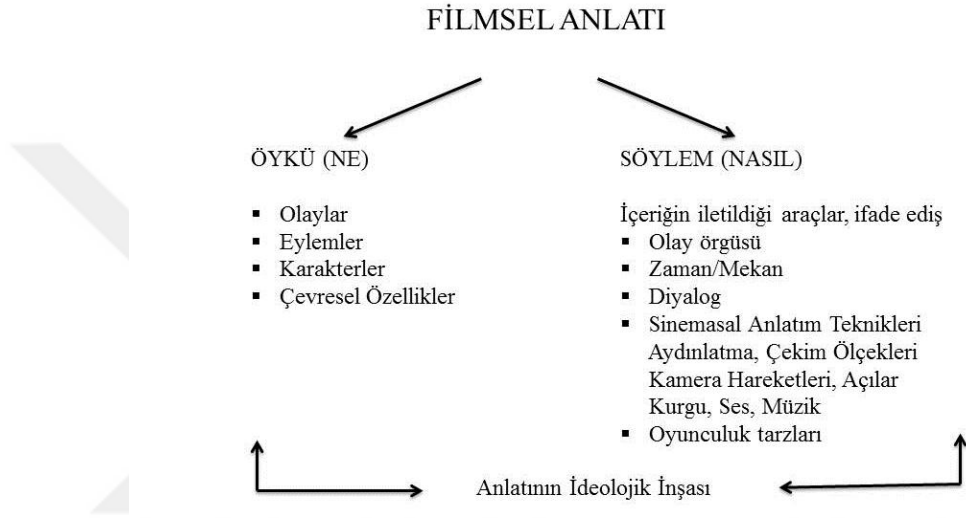 FİLMSEL ANLATI
ÖYKÜ (NE)
▪ Olaylar
▪ Eylemler
▪ Karakterler
▪ Çevresel Özellikler
SÖYLEM (NASIL)
İçeriğin iletildiği araçlar, ifade ediş
▪ Olay örgüsü
▪ Zaman/Mekan
▪ Diyalog
▪ Sinemasal Anlatım Teknikleri
Aydınlatma, Çekim Ölçekleri
Kamera Hareketleri, Açılar
Kurgu, Ses, Müzik
▪ Oyunculuk tarzları
Anlatının İdeolojik İnşası